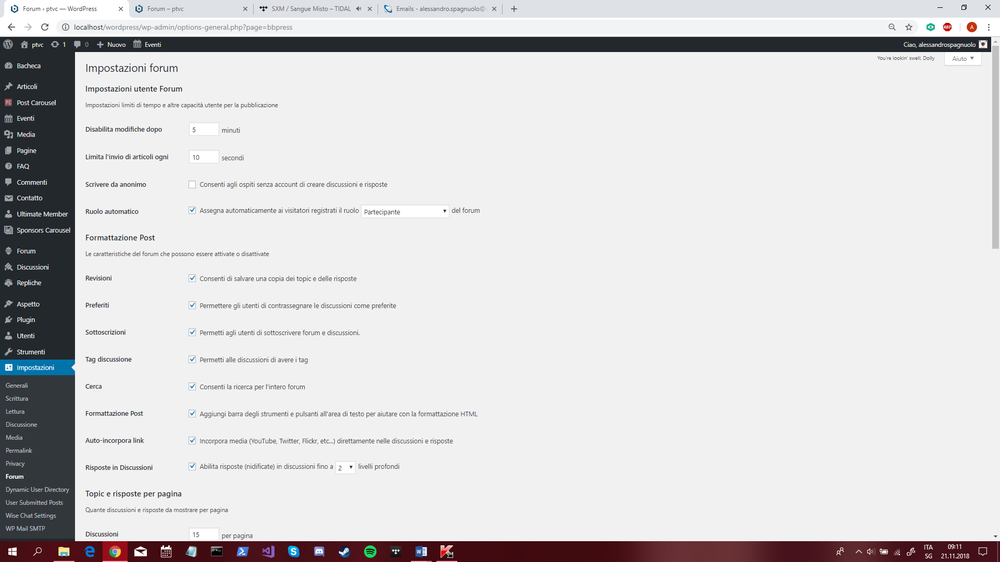 Forum ‹ ptvc — WordPress
Forum – ptvc
SXM / Sangue Misto – TIDAL
Emails - alessandro.spagnuolo@
localhost/wordpress/wp-admin/options-general.php?page=bbpress
ABP
A
ptvc
1
0
Nuovo
Eventi
Ciao, alessandrospagnuolo
You're lookin' swell, Dolly
Aiuto
Bacheca
Articoli
PC
Post Carousel
Eventi
Media
Pagine
FAQ
Commenti
Contatto
Ultimate Member
Sponsors Carousel
Forum
Discussioni
Repliche
Aspetto
Plugin
Utenti
Strumenti
Impostazioni
Generali
Scrittura
Lettura
Discussione
Media
Permalink
Privacy
Forum
Dynamic User Directory
User Submitted Posts
Wise Chat Settings
WP Mail SMTP
Impostazioni forum
Impostazioni utente Forum
Impostazioni limiti di tempo e altre capacità utente per la pubblicazione
Disabilita modifiche dopo 5 minuti
Limita l'invio di articoli ogni 10 secondi
Scrivere da anonimo Consenti agli ospiti senza account di creare discussioni e risposte
Ruolo automatico Assegna automaticamente ai visitatori registrati il ruolo Partecipante del forum
Formattazione Post
Le caratteristiche del forum che possono essere attivate o disattivate
Revisioni Consenti di salvare una copia dei topic e delle risposte
Preferiti Permettere gli utenti di contrassegnare le discussioni come preferite
Sottoscrizioni Permetti agli utenti di sottoscrivere forum e discussioni.
Tag discussione Permetti alle discussioni di avere i tag
Cerca Consenti la ricerca per l'intero forum
Formattazione Post Aggiungi barra degli strumenti e pulsanti all'area di testo per aiutare con la formattazione HTML
Auto-incorpora link Incorpora media (YouTube, Twitter, Flickr, etc...) direttamente nelle discussioni e risposte
Risposte in Discussioni Abilita risposte (nidificate) in discussioni fino a 2 livelli profondi
Topic e risposte per pagina
Quante discussioni e risposte da mostrare per pagina
Discussioni 15 per pagina
ITA
SG
09:11
21.11.2018